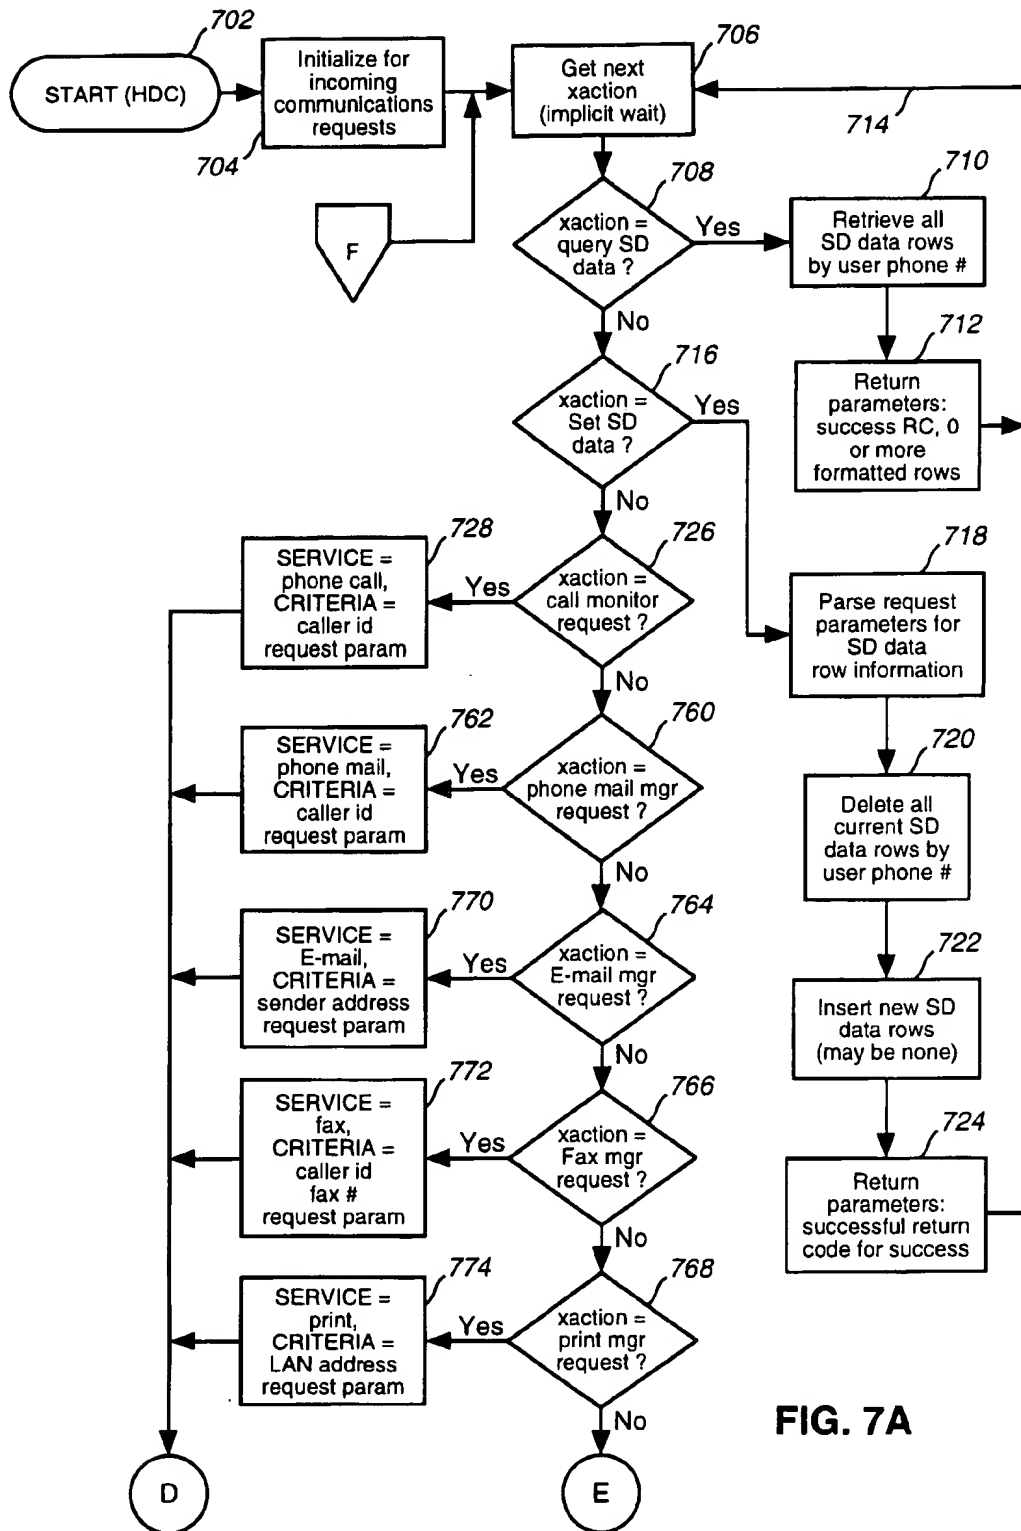 702
START (HDC)
704
Initialize for
incoming
communications
requests
706
Get next
xaction
(implicit wait)
714
F
708
xaction =
query SD
data ?
Yes
No
710
Retrieve all
SD data rows
by user phone #
712
Return
parameters:
success RC, 0
or more
formatted rows
716
xaction =
Set SD
data ?
Yes
No
718
Parse request
parameters for
SD data
row information
720
Delete all
current SD
data rows by
user phone #
722
Insert new SD
data rows
(may be none)
724
Return
parameters:
successful return
code for success
726
xaction =
call monitor
request ?
Yes
No
728
SERVICE =
phone call,
CRITERIA =
caller id
request param
760
xaction =
phone mail mgr
request ?
Yes
No
762
SERVICE =
phone mail,
CRITERIA =
caller id
request param
764
xaction =
E-mail mgr
request ?
Yes
No
770
SERVICE =
E-mail,
CRITERIA =
sender address
request param
766
xaction =
Fax mgr
request ?
Yes
No
772
SERVICE =
fax,
CRITERIA =
caller id
fax #
request param
768
xaction =
print mgr
request ?
Yes
No
774
SERVICE =
print,
CRITERIA =
LAN address
request param
D
E
FIG. 7A